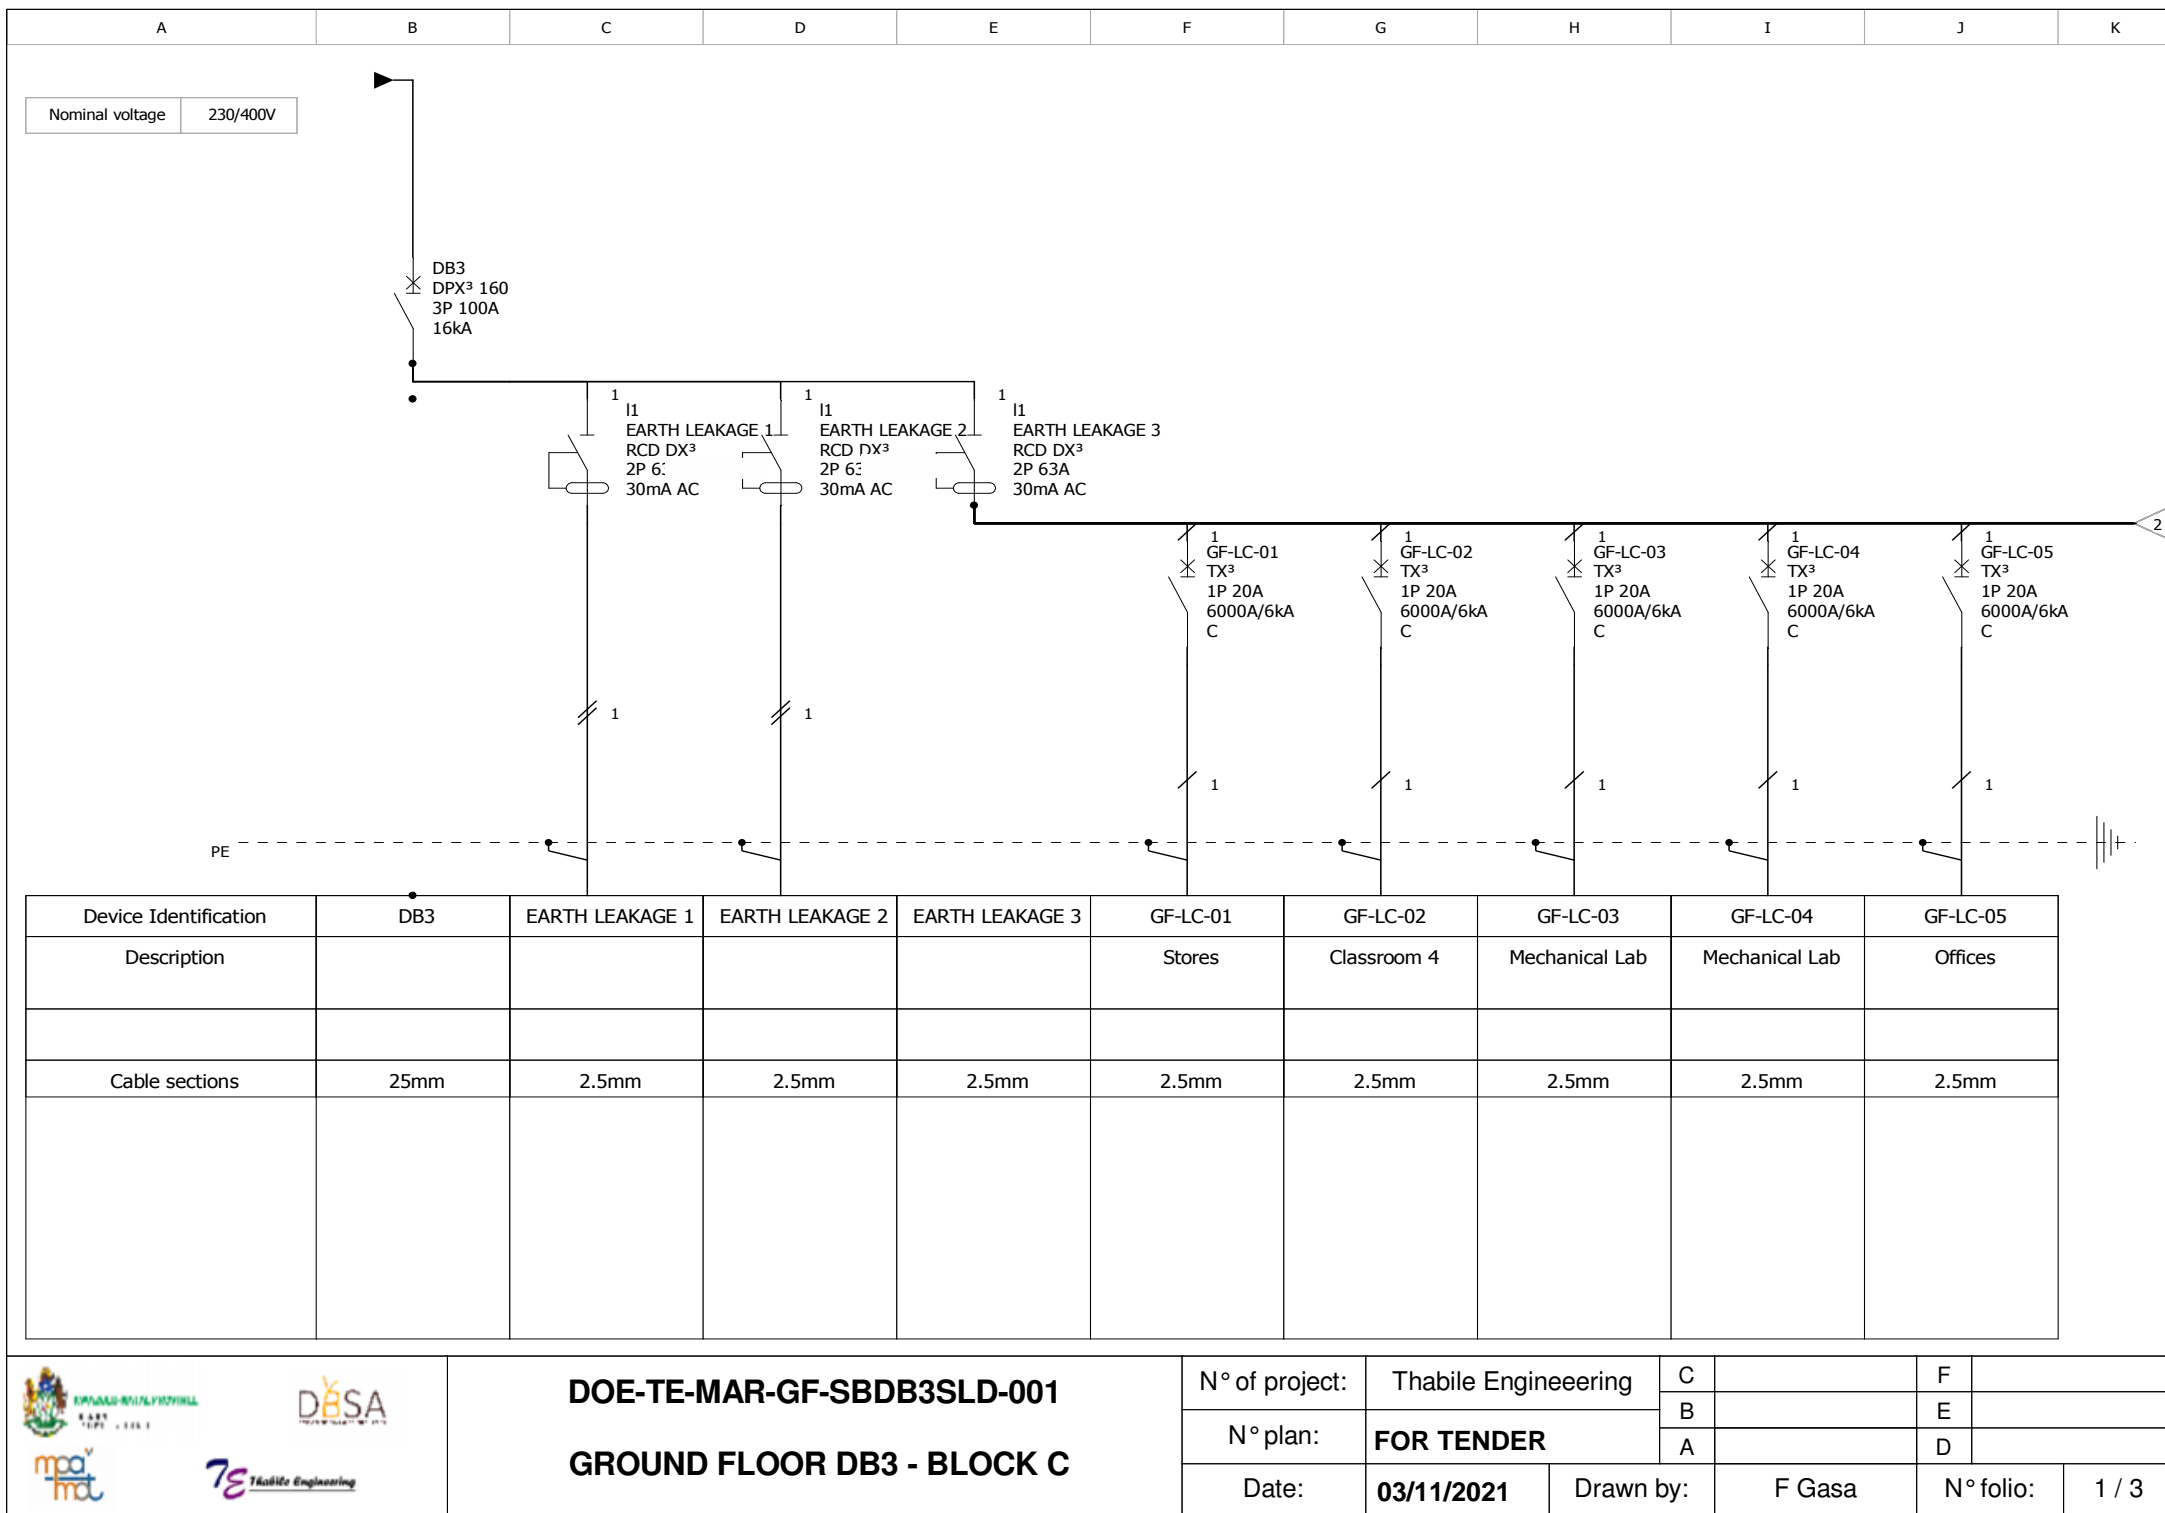 A B C D E F G H I J K
Nominal voltage 230/400V
DB3
DPX³ 160
3P 100A
16kA
1
I1
EARTH LEAKAGE 1
RCD DX³
2P 63
30mA AC
1
I1
EARTH LEAKAGE 2
RCD DX³
2P 63
30mA AC
1
I1
EARTH LEAKAGE 3
RCD DX³
2P 63A
30mA AC
2
1
GF-LC-01
TX³
1P 20A
6000A/6kA
C
1
GF-LC-02
TX³
1P 20A
6000A/6kA
C
1
GF-LC-03
TX³
1P 20A
6000A/6kA
C
1
GF-LC-04
TX³
1P 20A
6000A/6kA
C
1
GF-LC-05
TX³
1P 20A
6000A/6kA
C
1 1
1 1 1 1 1
PE
Device Identification DB3 EARTH LEAKAGE 1 EARTH LEAKAGE 2 EARTH LEAKAGE 3 GF-LC-01 GF-LC-02 GF-LC-03 GF-LC-04 GF-LC-05
Description Stores Classroom 4 Mechanical Lab Mechanical Lab Offices
Cable sections 25mm 2.5mm 2.5mm 2.5mm 2.5mm 2.5mm 2.5mm 2.5mm 2.5mm
DBSA
TE Thabile Engineering
DOE-TE-MAR-GF-SBDB3SLD-001
GROUND FLOOR DB3 - BLOCK C
N° of project: Thabile Engineeering C F
B E
N° plan: FOR TENDER A D
Date: 03/11/2021 Drawn by: F Gasa N° folio: 1 / 3